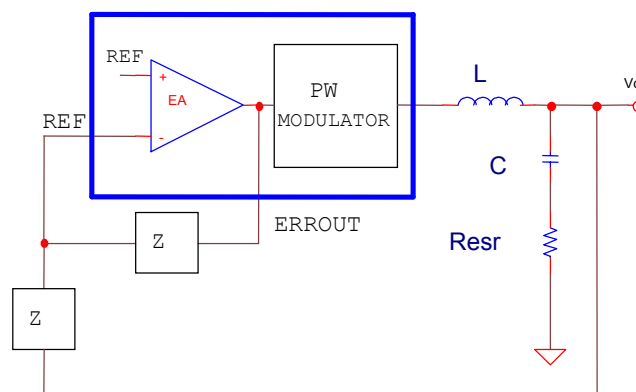 REF
+
EA
-
REF
PW
MODULATOR
L
Vo
C
ERROUT
Z
Resr
Z